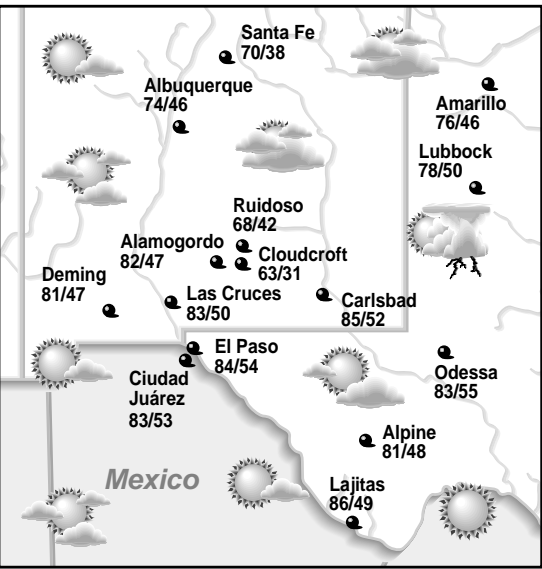 Santa Fe
70/38
Albuquerque
74/46
Amarillo
76/46
Lubbock
78/50
Ruidoso
68/42
Alamogordo
82/47
Cloudcroft
63/31
Deming
81/47
Las Cruces
83/50
Carlsbad
85/52
El Paso
84/54
Ciudad
Juárez
83/53
Odessa
83/55
Alpine
81/48
Mexico
Lajitas
86/49